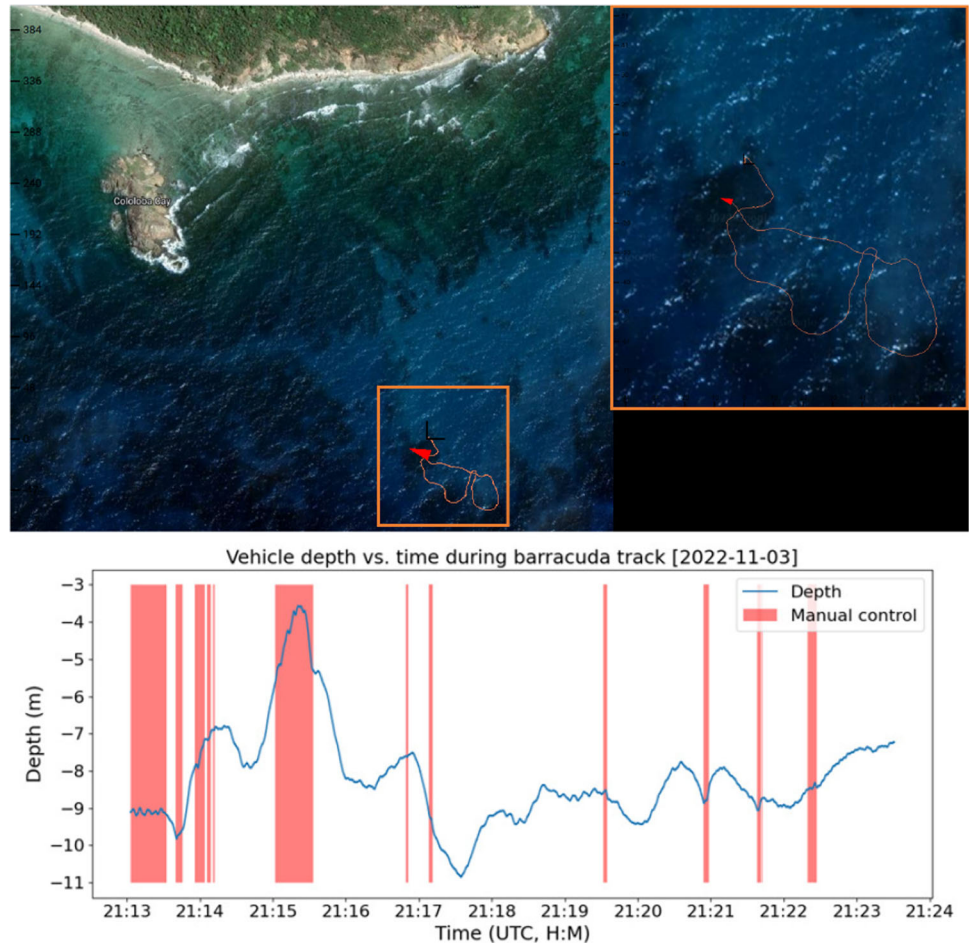 384
336
288
240
Cololoba Bay
192
144
0
Vehicle depth vs. time during barracuda track [2022-11-03]
Depth (m)
−3
−4
−5
−6
−7
−8
−9
−10
−11
Depth
Manual control
21:13 21:14 21:15 21:16 21:17 21:18 21:19 21:20 21:21 21:22 21:23 21:24
Time (UTC, H:M)